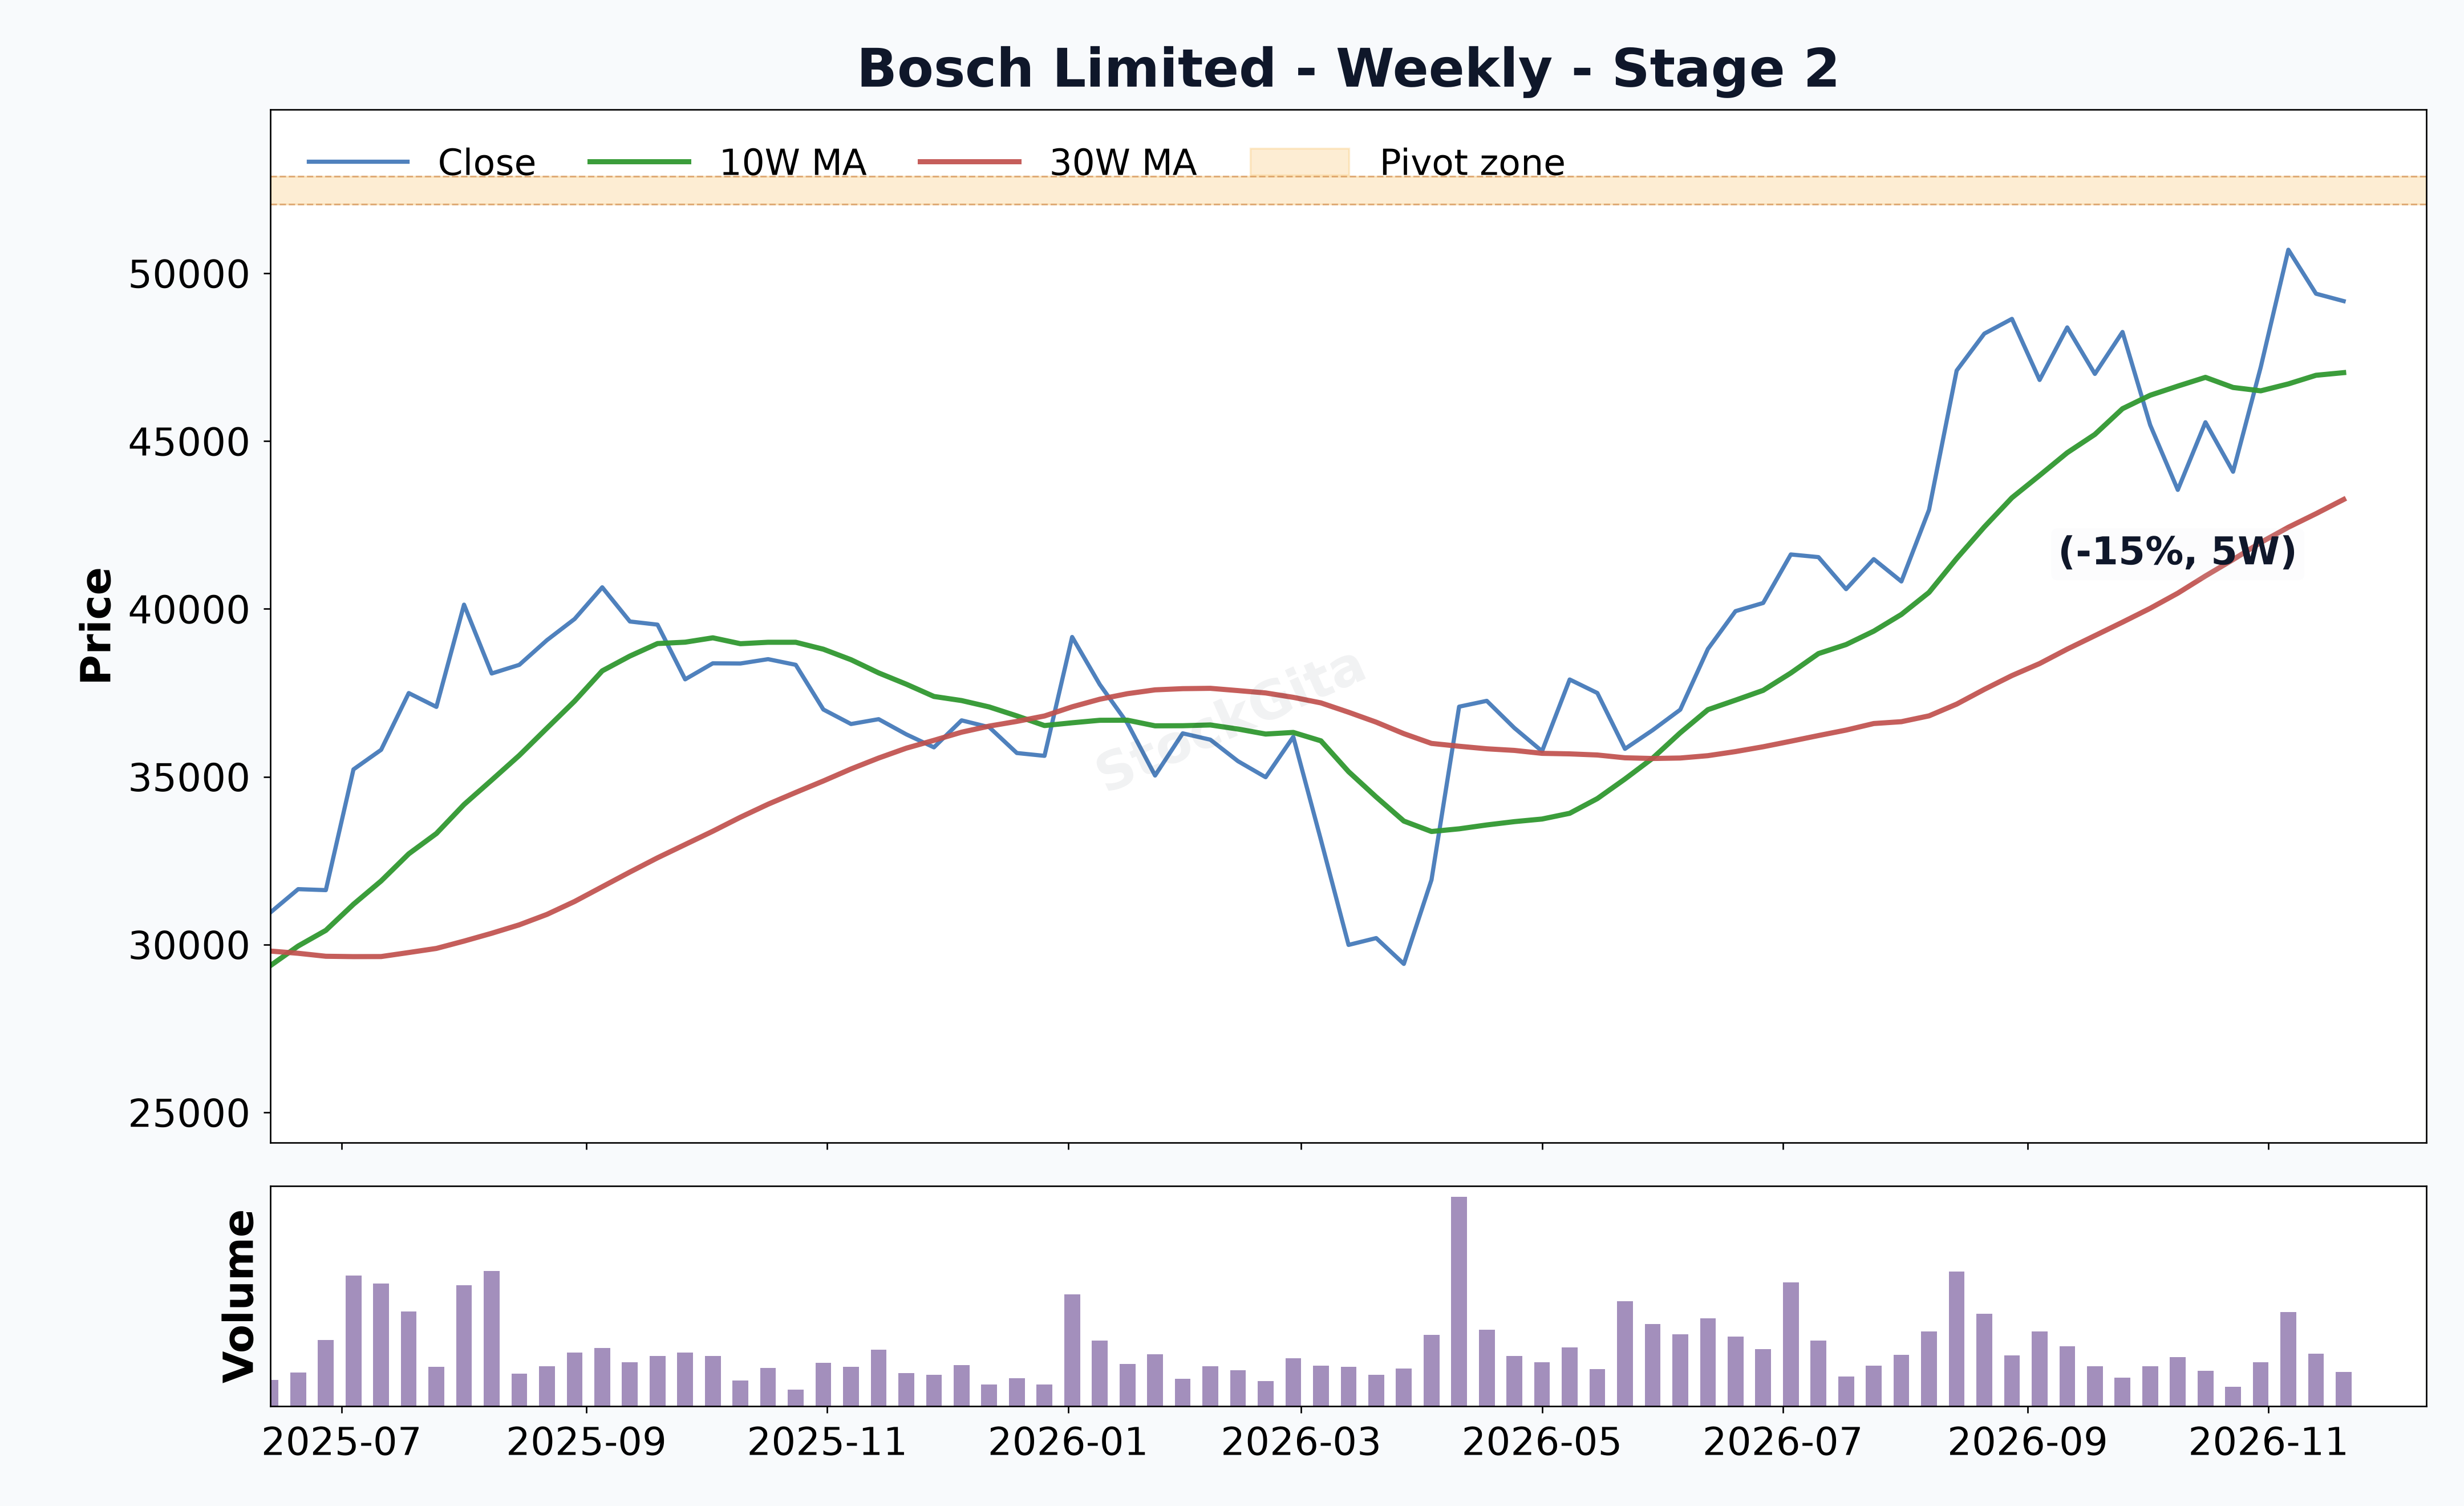 Bosch Limited - Weekly - Stage 2
Close
10W MA
30W MA
Pivot zone
50000
45000
40000
35000
30000
25000
Price
(-15%, 5W)
StockGita
Volume
2025-07
2025-09
2025-11
2026-01
2026-03
2026-05
2026-07
2026-09
2026-11